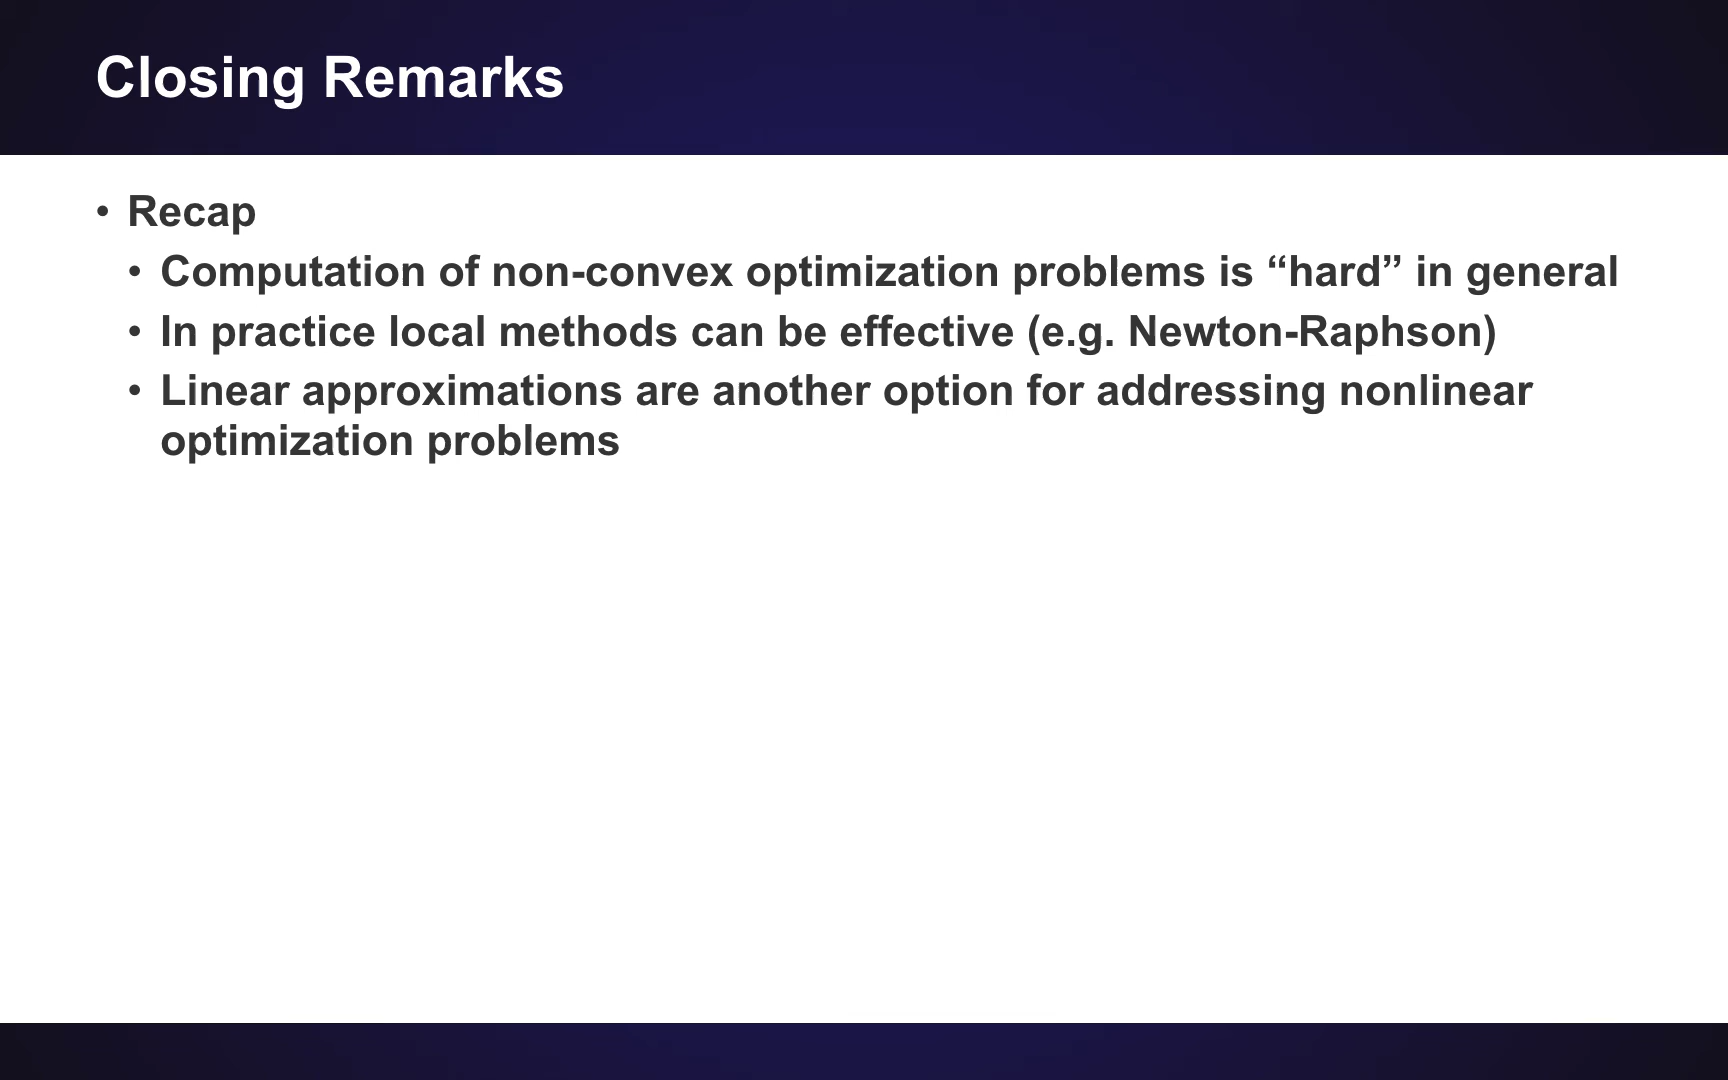 Closing Remarks
• Recap
• Computation of non-convex optimization problems is “hard” in general
• In practice local methods can be effective (e.g. Newton-Raphson)
• Linear approximations are another option for addressing nonlinear
optimization problems